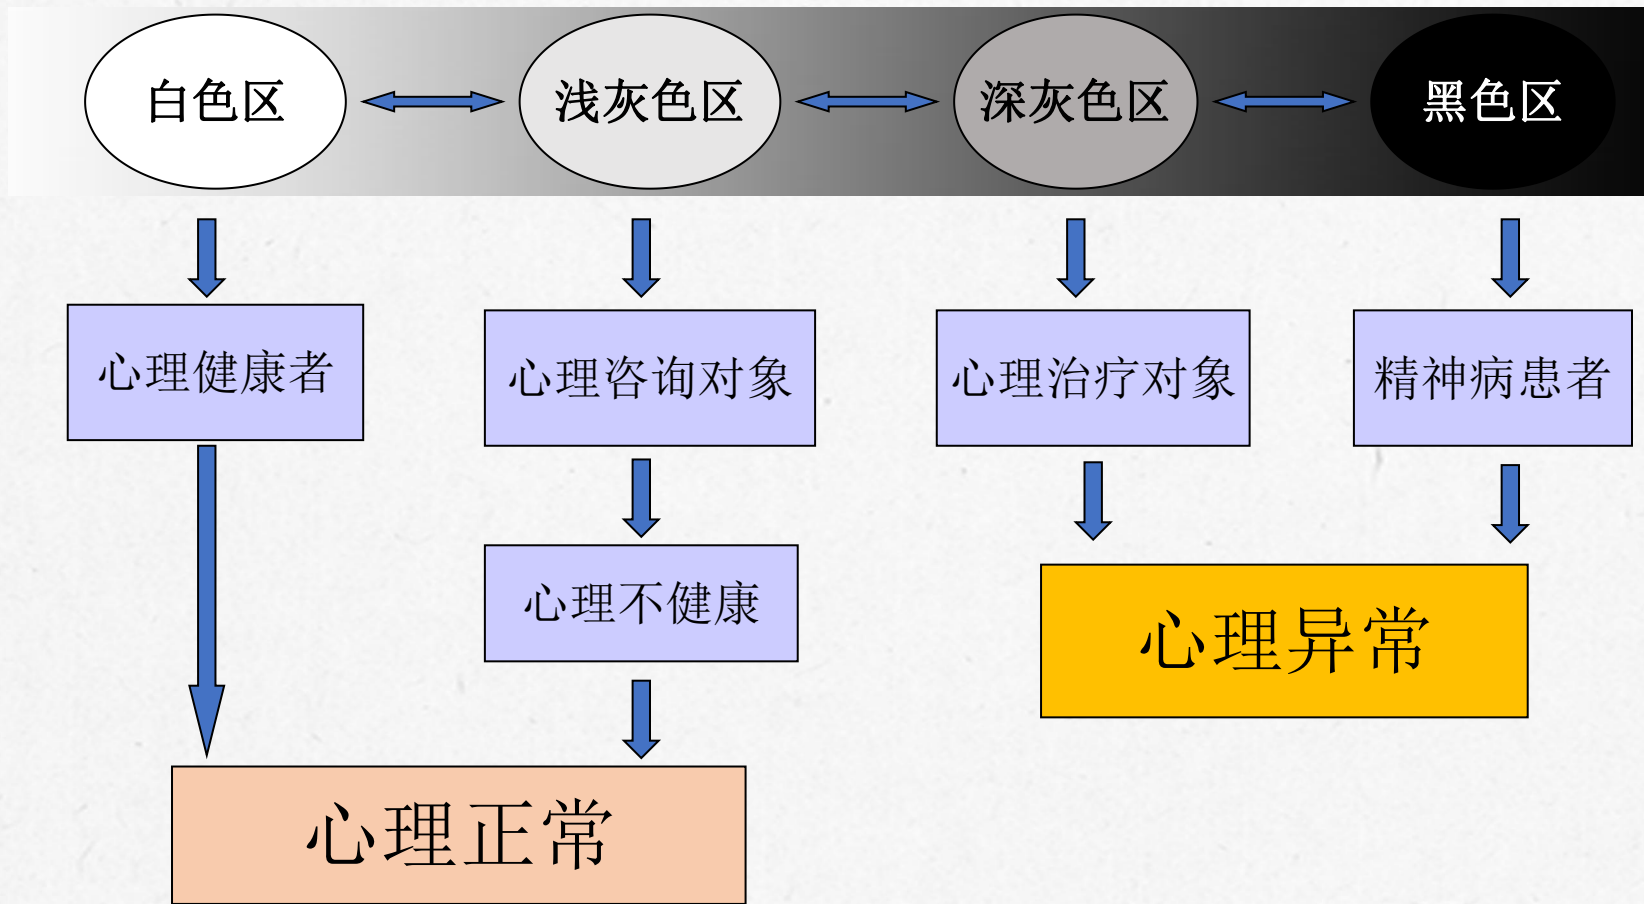 白色区
浅灰色区
深灰色区
黑色区
心理健康者
心理咨询对象
心理治疗对象
精神病患者
心理不健康
心理异常
心理正常